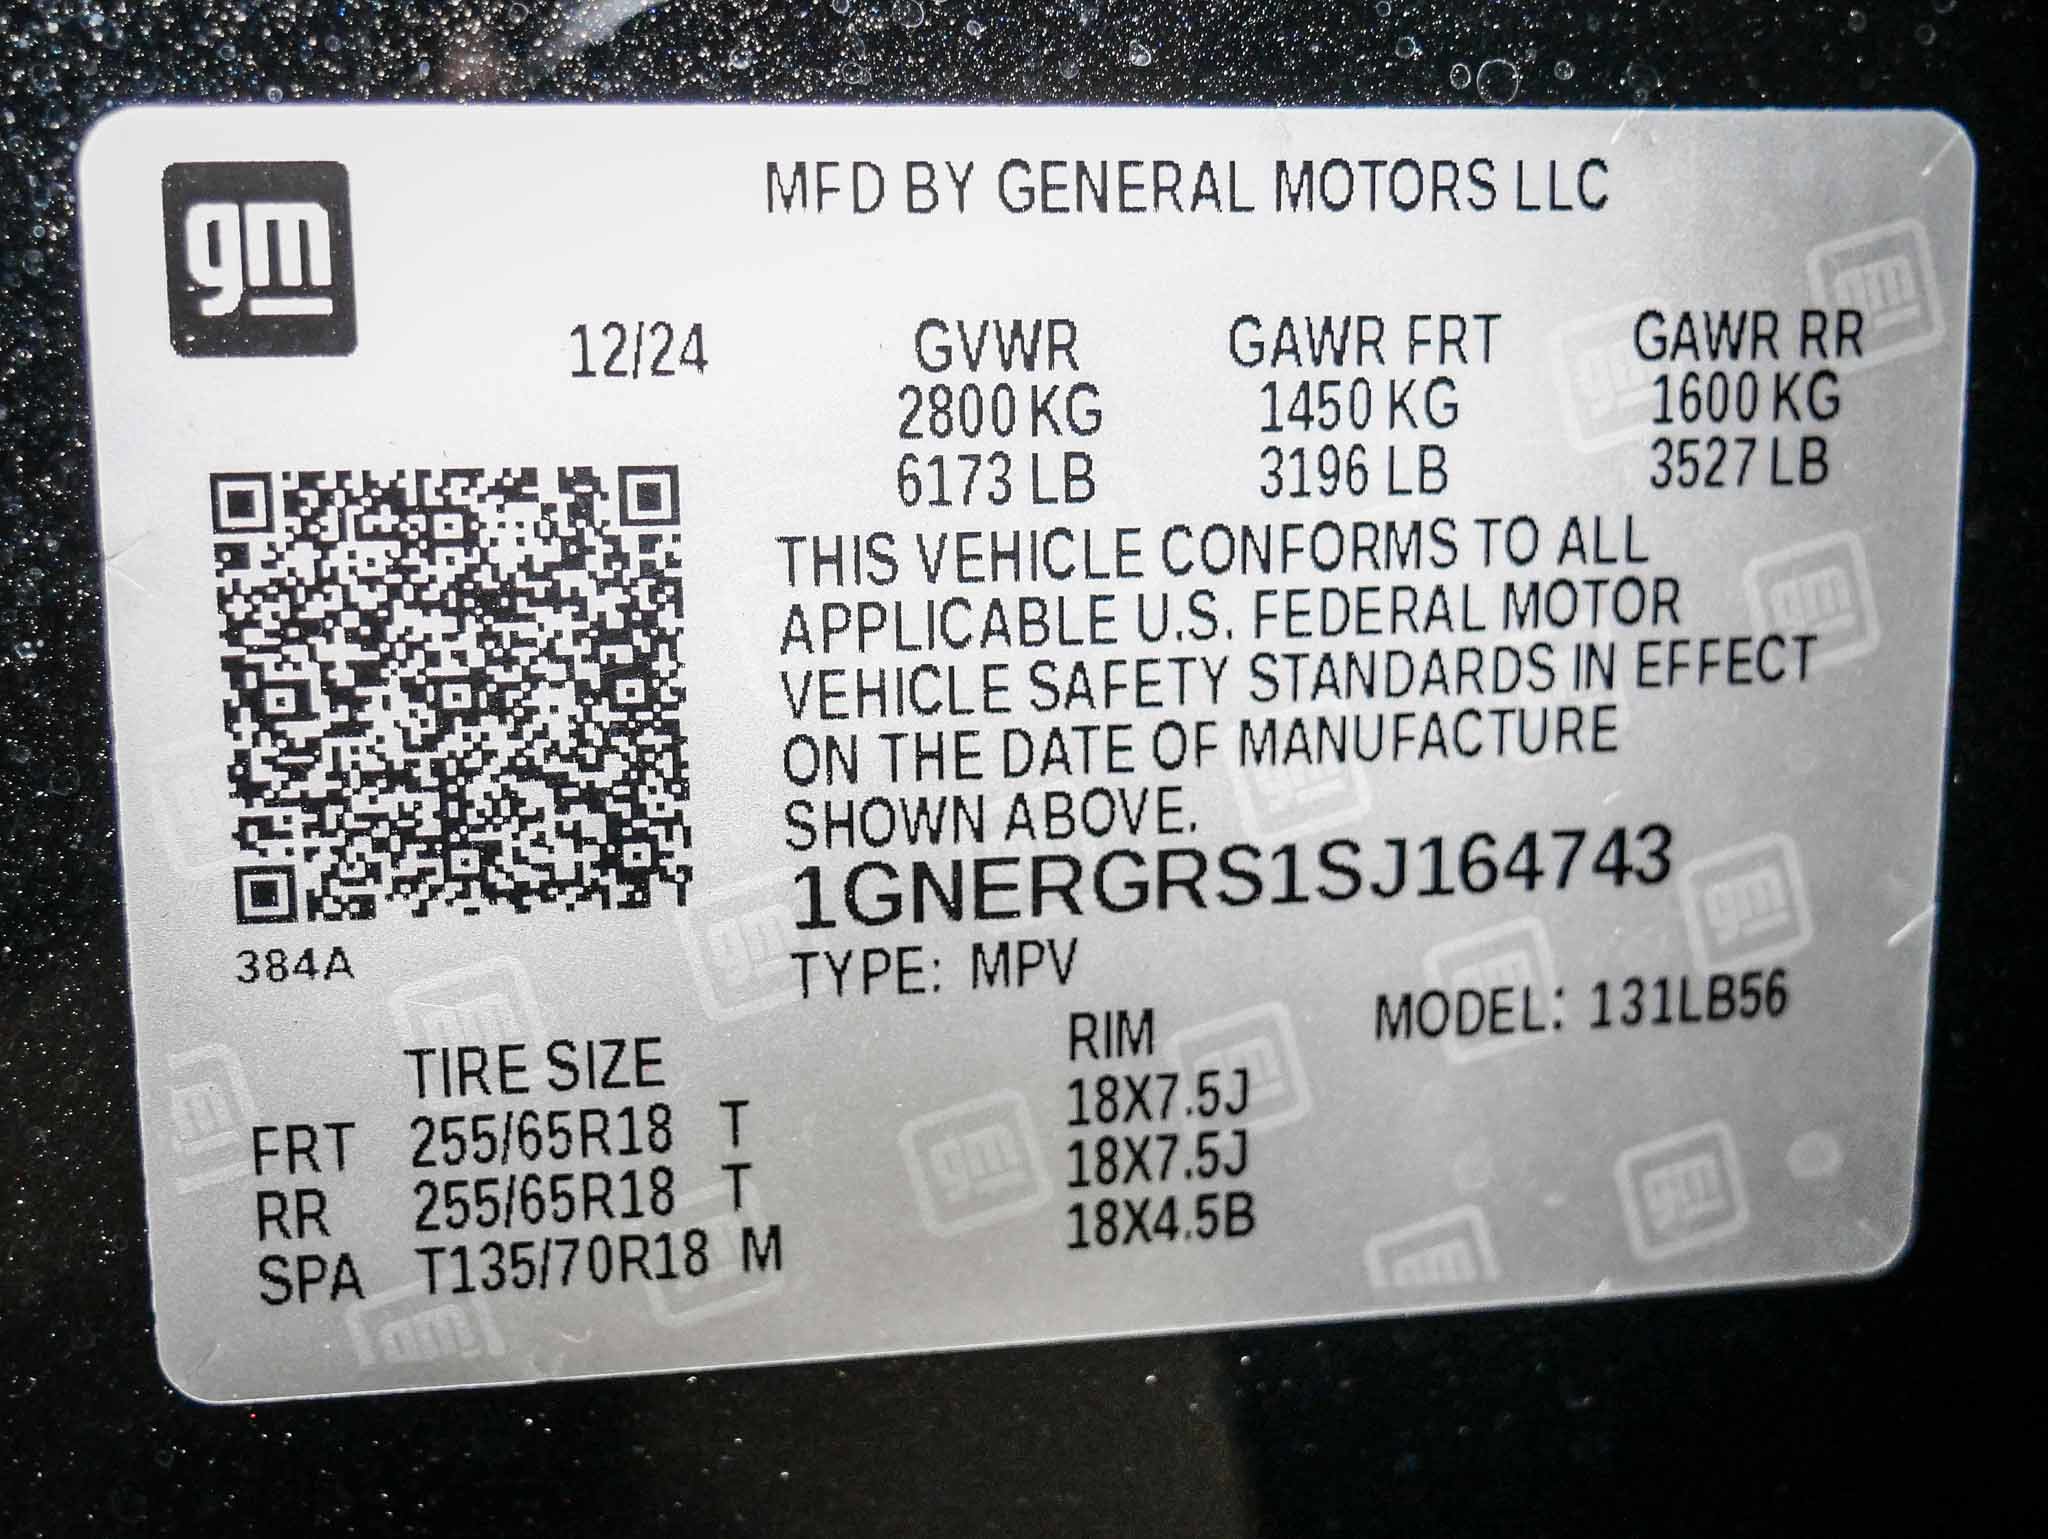 gm
MFD BY GENERAL MOTORS LLC
12/24 GVWR GAWR FRT GAWR RR
2800 KG 1450 KG 1600 KG
6173 LB 3196 LB 3527 LB
THIS VEHICLE CONFORMS TO ALL
APPLICABLE U.S. FEDERAL MOTOR
VEHICLE SAFETY STANDARDS IN EFFECT
ON THE DATE OF MANUFACTURE
SHOWN ABOVE.
1GNERGRS1SJ164743
384A
TYPE: MPV MODEL: 131LB56
TIRE SIZE RIM
FRT 255/65R18 T 18X7.5J
RR 255/65R18 T 18X7.5J
SPA T135/70R18 M 18X4.5B